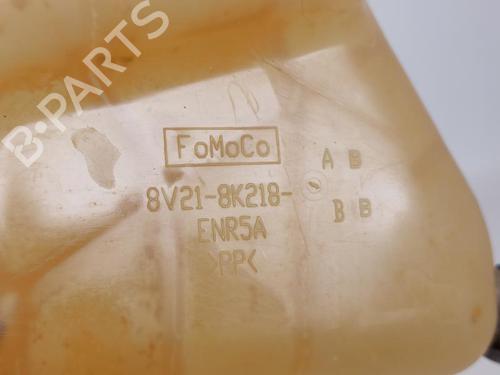 B-PARTS
FoMoCo
8V21-8K218-
ENR5A
>PP<
A B
B B